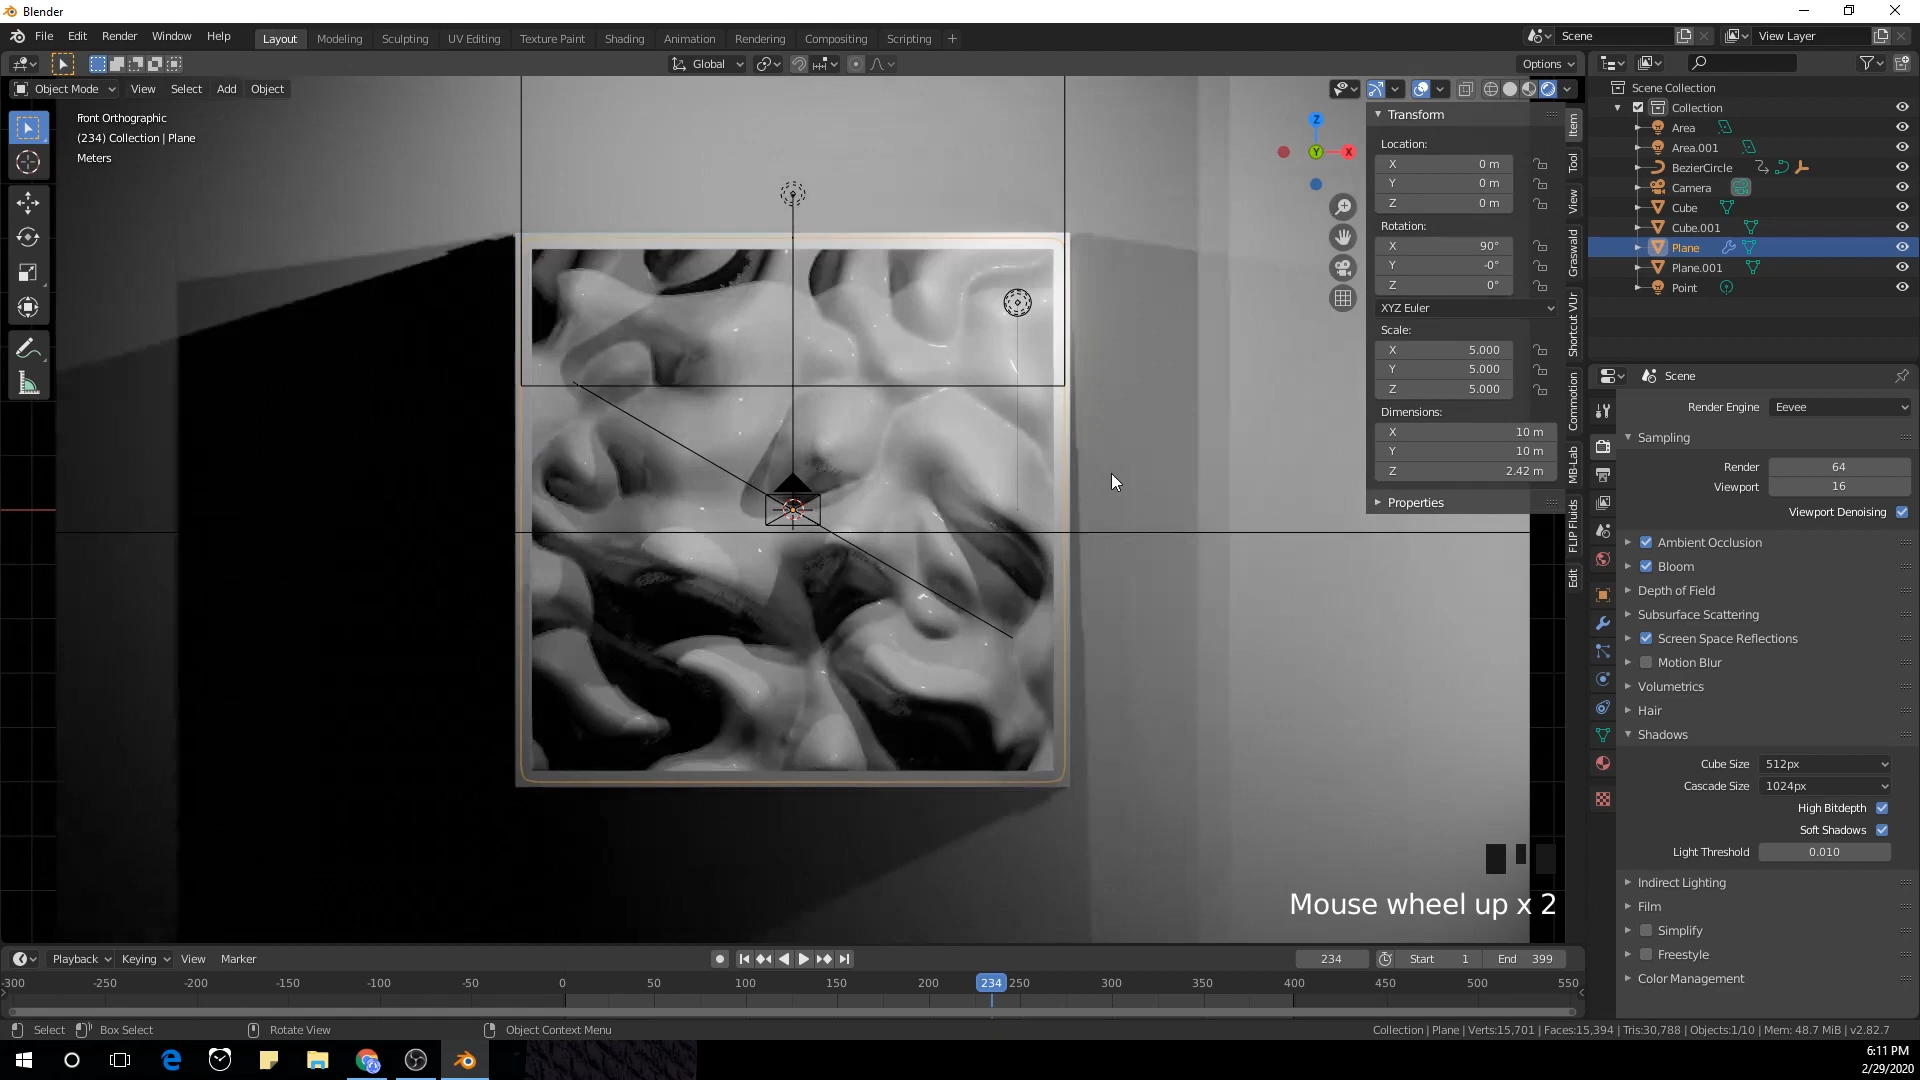 Blender
File Edit Render Window Help Layout Modeling Sculpting UV Editing Texture Paint Shading Animation Rendering Compositing Scripting + Scene View Layer
Global Options
Object Mode View Select Add Object
Front Orthographic
(234) Collection | Plane
Meters
Z
Y
X
Transform
Location:
X 0 m
Y 0 m
Z 0 m
Rotation:
X 90°
Y -0°
Z 0°
XYZ Euler
Scale:
X 5.000
Y 5.000
Z 5.000
Dimensions:
X 10 m
Y 10 m
Z 2.42 m
Properties
Item
Tool
View
Graswald
Shortcut VUr
Commotion
MB-Lab
FLIP Fluids
Edit
Scene Collection
Collection
Area
Area.001
BezierCircle
Camera
Cube
Cube.001
Plane
Plane.001
Point
Scene
Render Engine Eevee
Sampling
Render 64
Viewport 16
Viewport Denoising
Ambient Occlusion
Bloom
Depth of Field
Subsurface Scattering
Screen Space Reflections
Motion Blur
Volumetrics
Hair
Shadows
Cube Size 512px
Cascade Size 1024px
High Bitdepth
Soft Shadows
Light Threshold 0.010
Indirect Lighting
Film
Simplify
Freestyle
Color Management
Mouse wheel up x 2
Playback Keying View Marker 234 Start 1 End 399
-300 -250 -200 -150 -100 -50 0 50 100 150 200 234 250 300 350 400 450 500 550
Select Box Select Rotate View Object Context Menu Collection | Plane | Verts:15,701 | Faces:15,394 | Tris:30,788 | Objects:1/10 | Mem: 48.7 MiB | v2.82.7
6:11 PM
2/29/2020